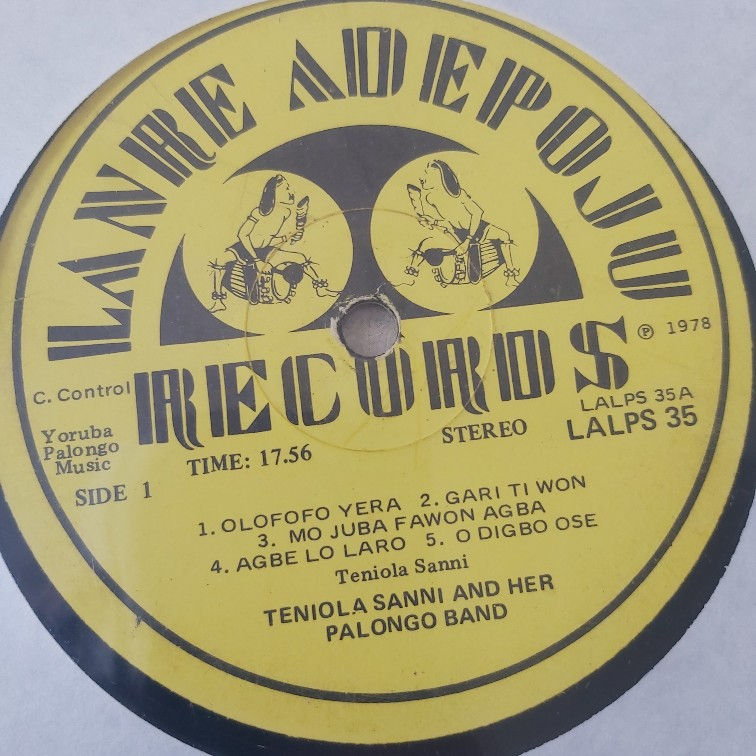 LANRE ADEPOJU
RECORDS
℗ 1978
C. Control
LALPS 35A
LALPS 35
Yoruba
Palongo
Music
STEREO
TIME: 17.56
SIDE 1
1. OLOFOFO YERA 2. GARI TI WON
3. MO JUBA FAWON AGBA
4. AGBE LO LARO 5. O DIGBO OSE
Teniola Sanni
TENIOLA SANNI AND HER
PALONGO BAND